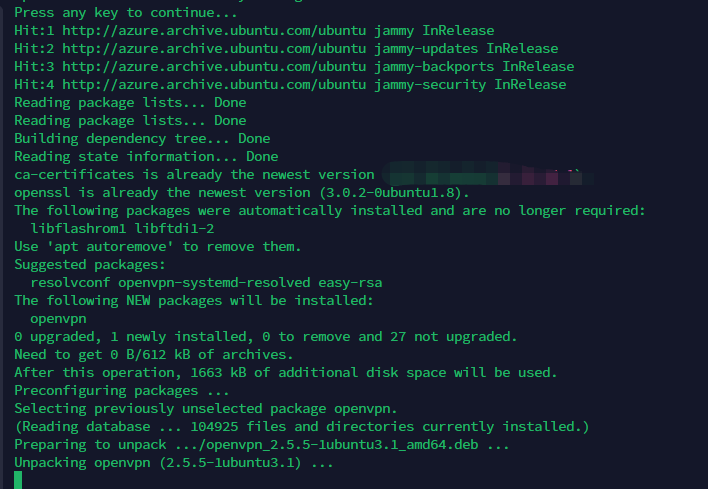 Press any key to continue...
Hit:1 http://azure.archive.ubuntu.com/ubuntu jammy InRelease
Hit:2 http://azure.archive.ubuntu.com/ubuntu jammy-updates InRelease
Hit:3 http://azure.archive.ubuntu.com/ubuntu jammy-backports InRelease
Hit:4 http://azure.archive.ubuntu.com/ubuntu jammy-security InRelease
Reading package lists... Done
Reading package lists... Done
Building dependency tree... Done
Reading state information... Done
ca-certificates is already the newest version
openssl is already the newest version (3.0.2-0ubuntu1.8).
The following packages were automatically installed and are no longer required:
  libflashrom1 libftdi1-2
Use 'apt autoremove' to remove them.
Suggested packages:
  resolvconf openvpn-systemd-resolved easy-rsa
The following NEW packages will be installed:
  openvpn
0 upgraded, 1 newly installed, 0 to remove and 27 not upgraded.
Need to get 0 B/612 kB of archives.
After this operation, 1663 kB of additional disk space will be used.
Preconfiguring packages ...
Selecting previously unselected package openvpn.
(Reading database ... 104925 files and directories currently installed.)
Preparing to unpack .../openvpn_2.5.5-1ubuntu3.1_amd64.deb ...
Unpacking openvpn (2.5.5-1ubuntu3.1) ...